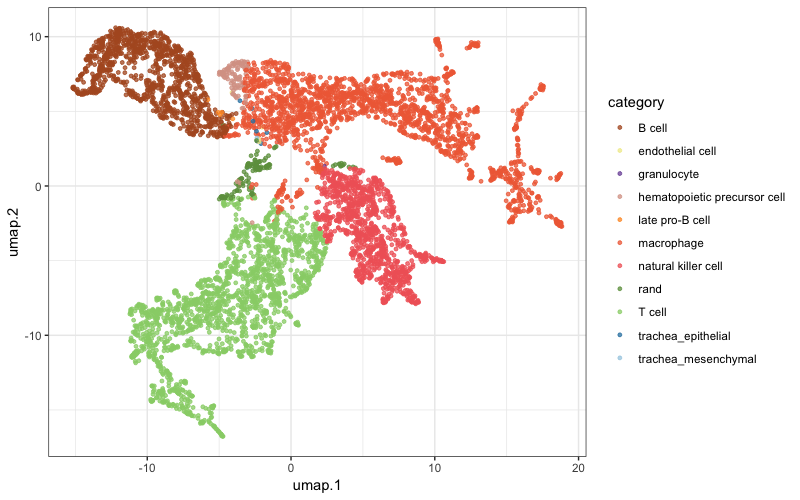 10
0
-10
umap.2
-10
0
10
20
umap.1
category
B cell
endothelial cell
granulocyte
hematopoietic precursor cell
late pro-B cell
macrophage
natural killer cell
rand
T cell
trachea_epithelial
trachea_mesenchymal